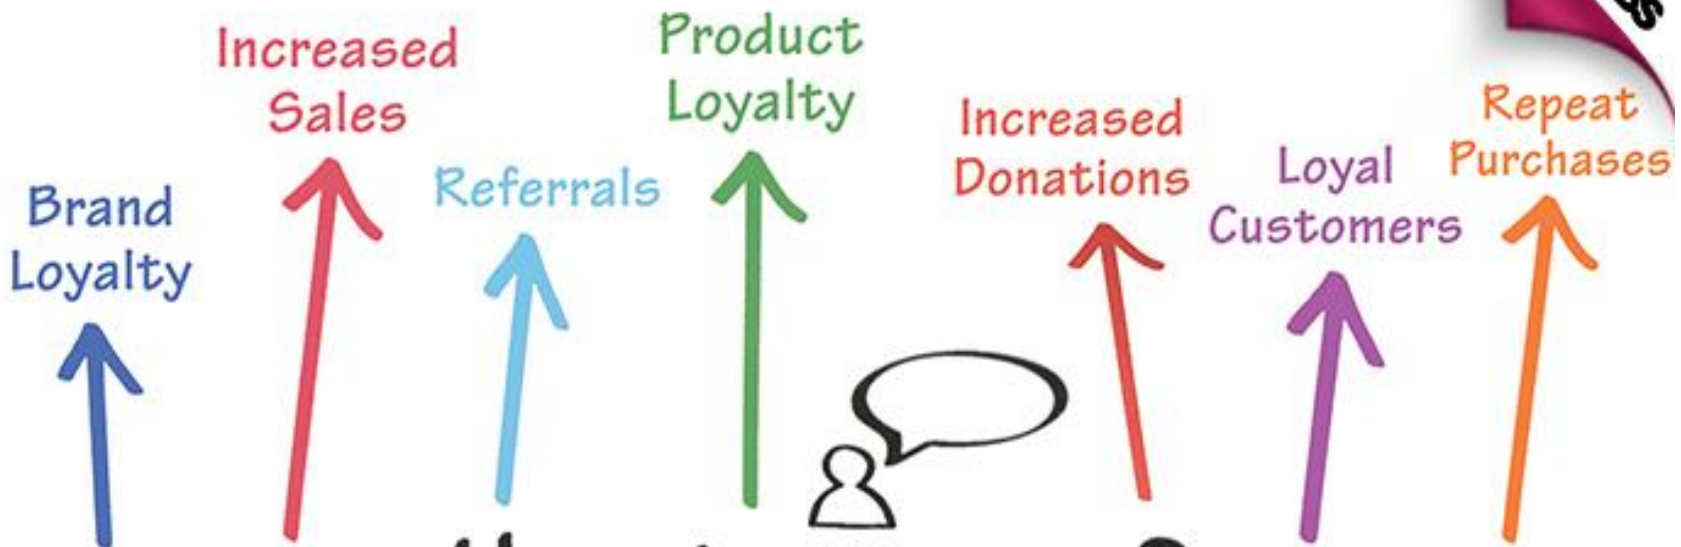 Increased
Sales
Product
Loyalty
Brand
Loyalty
Referrals
Increased
Donations
Loyal
Customers
Repeat
Purchases